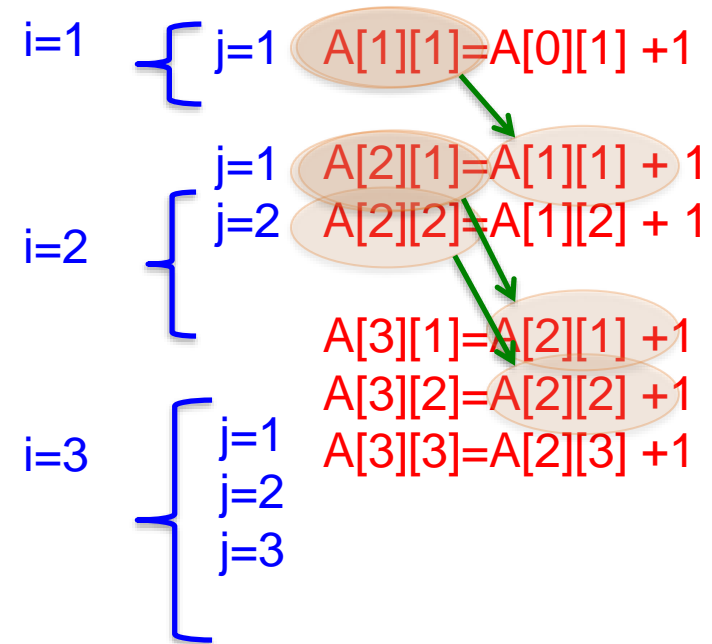 i=1 j=1 A[1][1]=A[0][1] +1
j=1 A[2][1]=A[1][1] + 1
j=2 A[2][2]=A[1][2] + 1
i=2
A[3][1]=A[2][1] +1
A[3][2]=A[2][2] +1
j=1 A[3][3]=A[2][3] +1
i=3
j=2
j=3